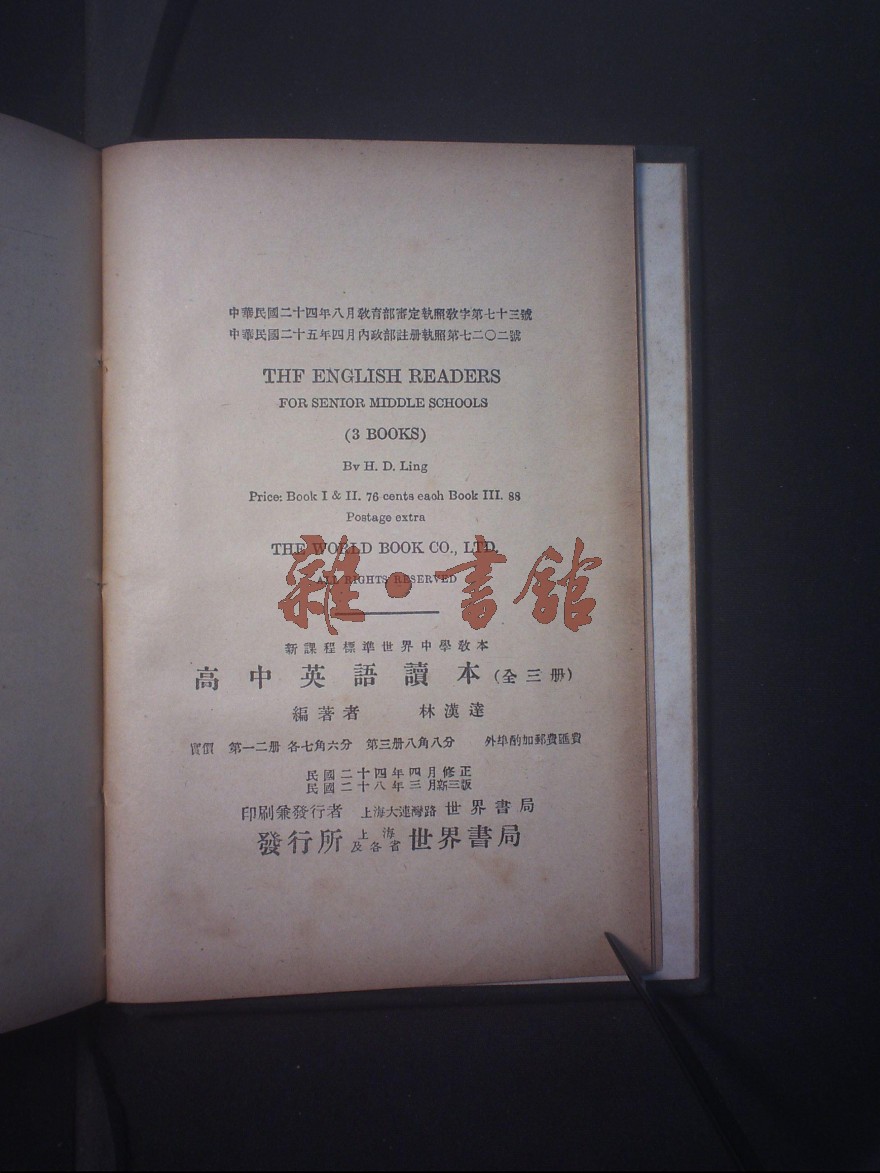 中華民國二十四年八月敎育部審定執照敎字第七十三號
中華民國二十五年四月內政部註册執照第七二〇二號
THF ENGLISH READERS
FOR SENIOR MIDDLE SCHOOLS
(3 BOOKS)
By H. D. Ling
Price: Book I & II. 76 cents each Book III. 88
Postage extra
THE WORLD BOOK CO., LTD.
ALL RIGHTS RESERVED
雜·書館
新課程標準世界中學敎本
高中英語讀本(全三册)
編著者 林漢達
實價 第一二册 各七角六分 第三册八角八分 外埠酌加郵費匯費
民國二十四年四月修正
民國二十八年三月新三版
印刷兼發行者 上海大連灣路 世界書局
發行所 上海及各省 世界書局